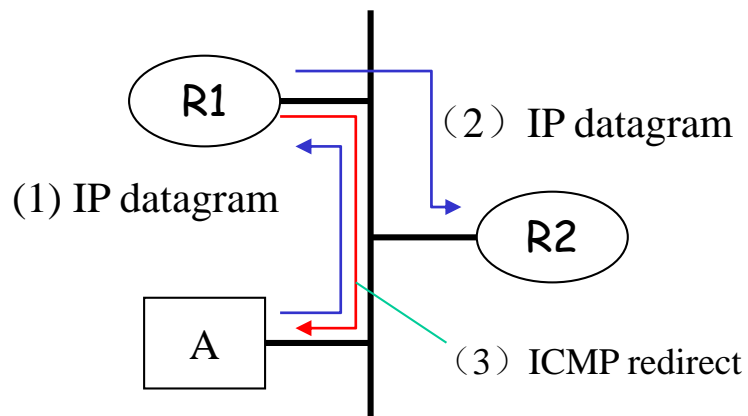 R1
（2）IP datagram
(1) IP datagram
R2
A
（3）ICMP redirect